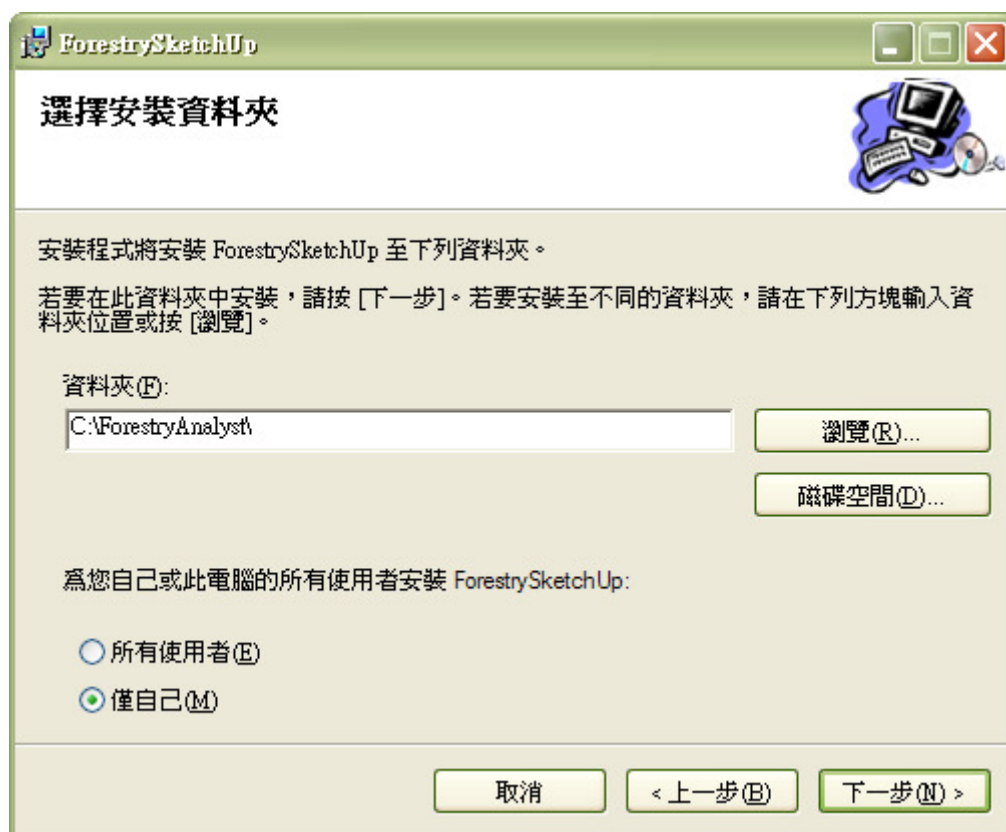 ForestrySketchUp
選擇安裝資料夾
安裝程式將安裝 ForestrySketchUp 至下列資料夾。
若要在此資料夾中安裝，請按 [下一步]。若要安裝至不同的資料夾，請在下列方塊輸入資
料夾位置或按 [瀏覽]。
資料夾(F):
C:\ForestryAnalyst\
瀏覽(R)...
磁碟空間(D)...
爲您自己或此電腦的所有使用者安裝 ForestrySketchUp:
所有使用者(E)
僅自己(M)
取消
<上一步(B)
下一步(N) >